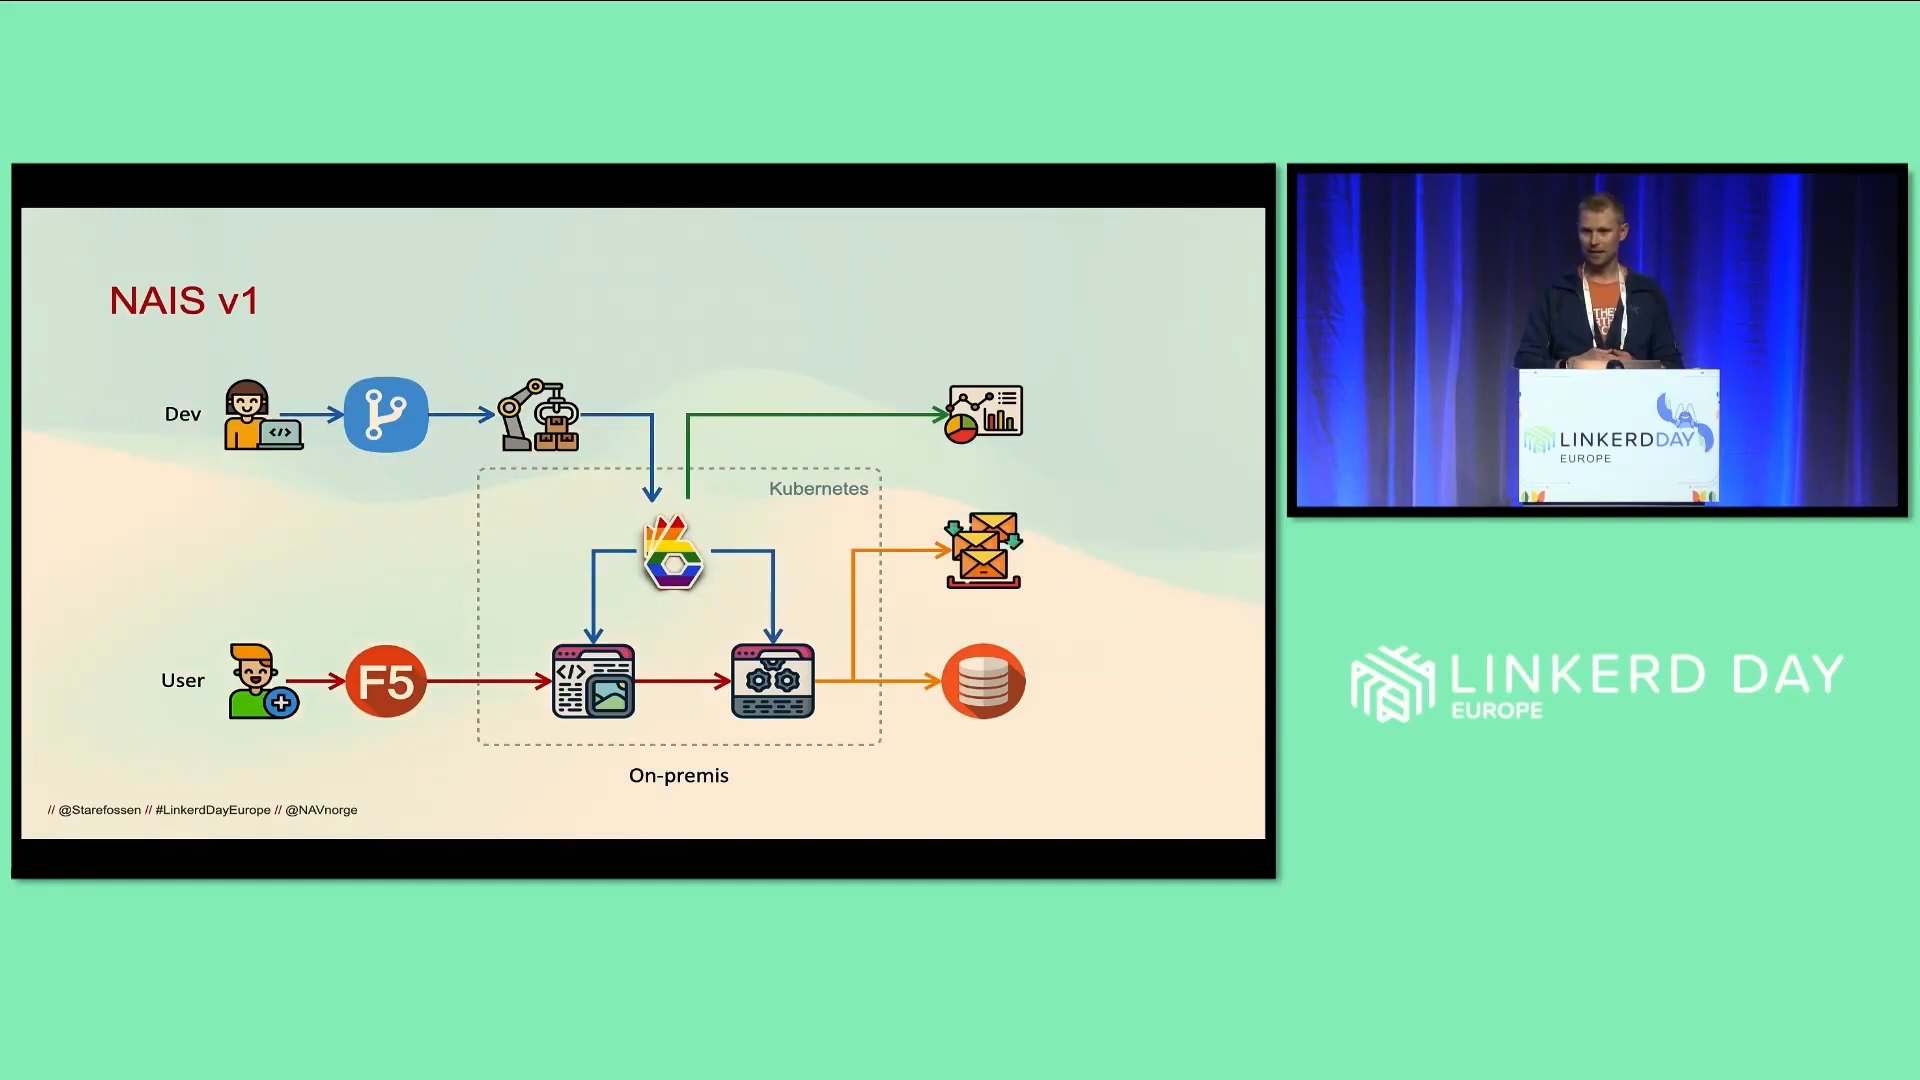 NAIS v1
Dev
</>
Kubernetes
User
F5
</>
On-premis
// @Starefossen // #LinkerdDayEurope // @NAVnorge
LINKERDDAY
EUROPE
LINKERD DAY
EUROPE